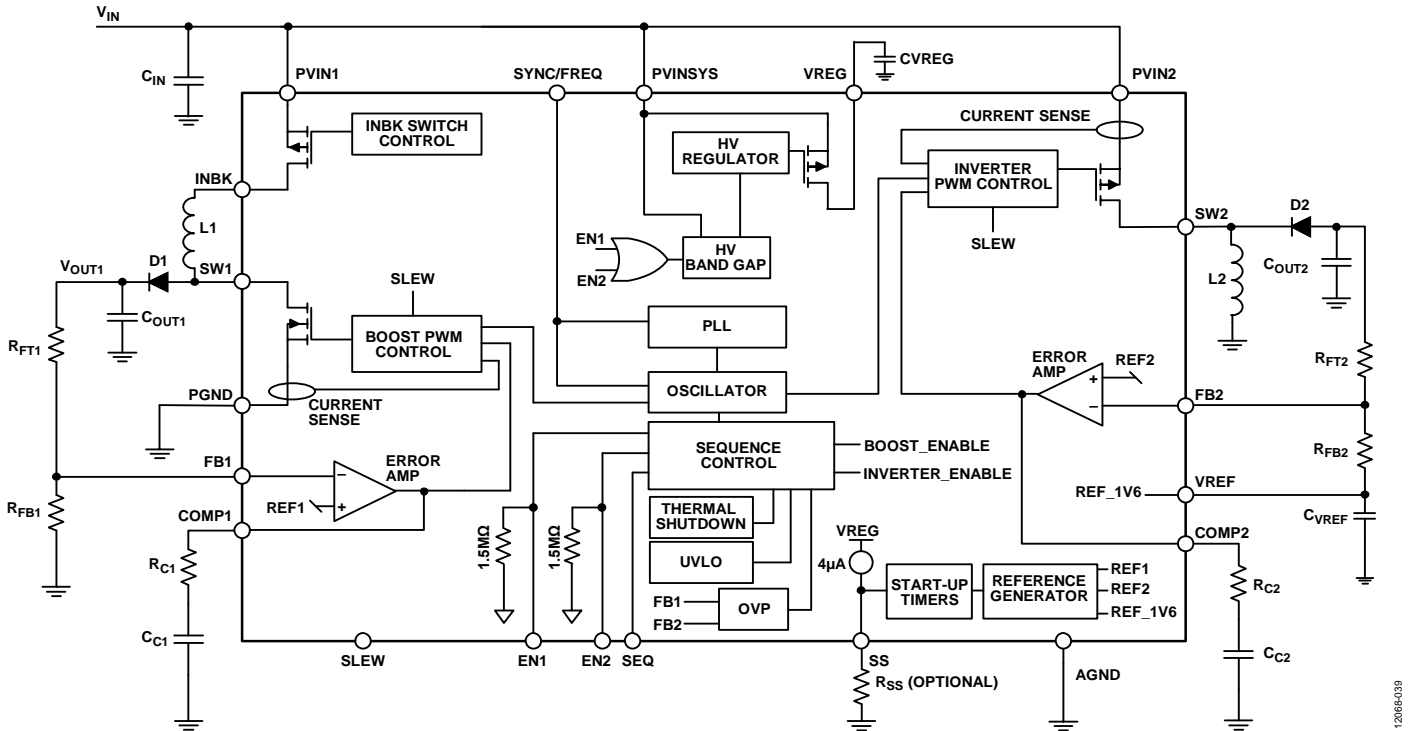 VIN
CIN
PVIN1
SYNC/FREQ
PVINSYS
VREG
CVREG
PVIN2
INBK SWITCH
CONTROL
HV
REGULATOR
CURRENT SENSE
INVERTER
PWM CONTROL
INBK
L1
SLEW
SW2
D2
EN1
EN2
HV
BAND GAP
L2
COUT2
VOUT1
D1
SW1
COUT1
SLEW
BOOST PWM
CONTROL
PLL
RFT1
ERROR
AMP
REF2
+
−
RFT2
PGND
CURRENT
SENSE
OSCILLATOR
FB2
SEQUENCE
CONTROL
BOOST_ENABLE
INVERTER_ENABLE
RFB2
FB1
ERROR
AMP
−
+
REF1
RFB1
REF_1V6
VREF
CVREF
COMP1
THERMAL
SHUTDOWN
COMP2
RC1
1.5MΩ
1.5MΩ
UVLO
VREG
4µA
START-UP
TIMERS
REFERENCE
GENERATOR
REF1
REF2
REF_1V6
RC2
FB1
FB2
OVP
CC1
SLEW
EN1
EN2
SEQ
SS
RSS (OPTIONAL)
AGND
CC2
12068-039